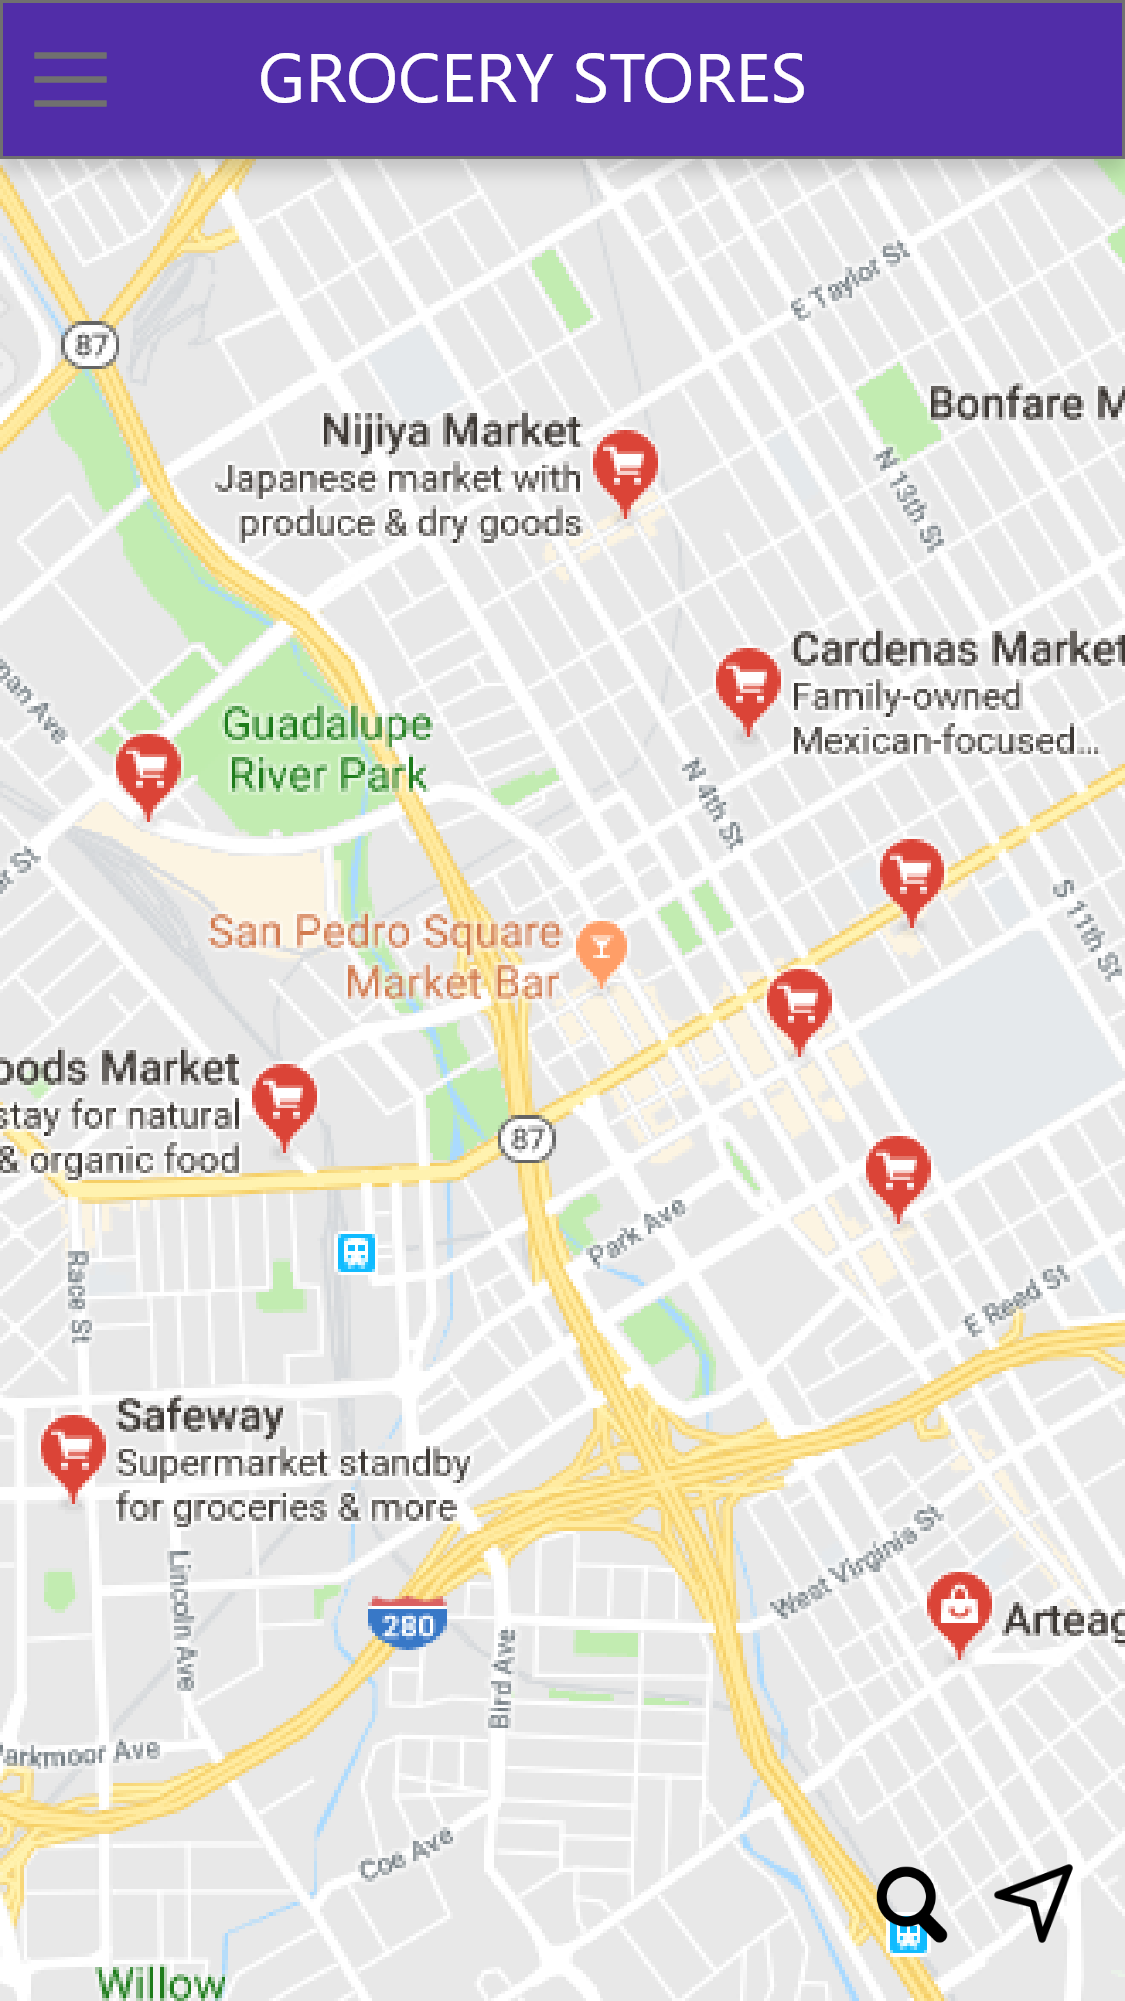 GROCERY STORES
E Taylor St
87
Bonfare
Nijiya Market
Japanese market with
produce & dry goods
N 13th St
Cardenas Market
Family-owned
Mexican-focused...
Ave
Guadalupe
River Park
N 4th St
St
S 11th St
San Pedro Square
Market Bar
Market
stay for natural
& organic food
87
Park Ave
Race St
E Reed St
Safeway
Supermarket standby
for groceries & more
West Virginia St
Lincoln Ave
280
Arteag
Bird Ave
Parkmoor Ave
Coe Ave
Willow